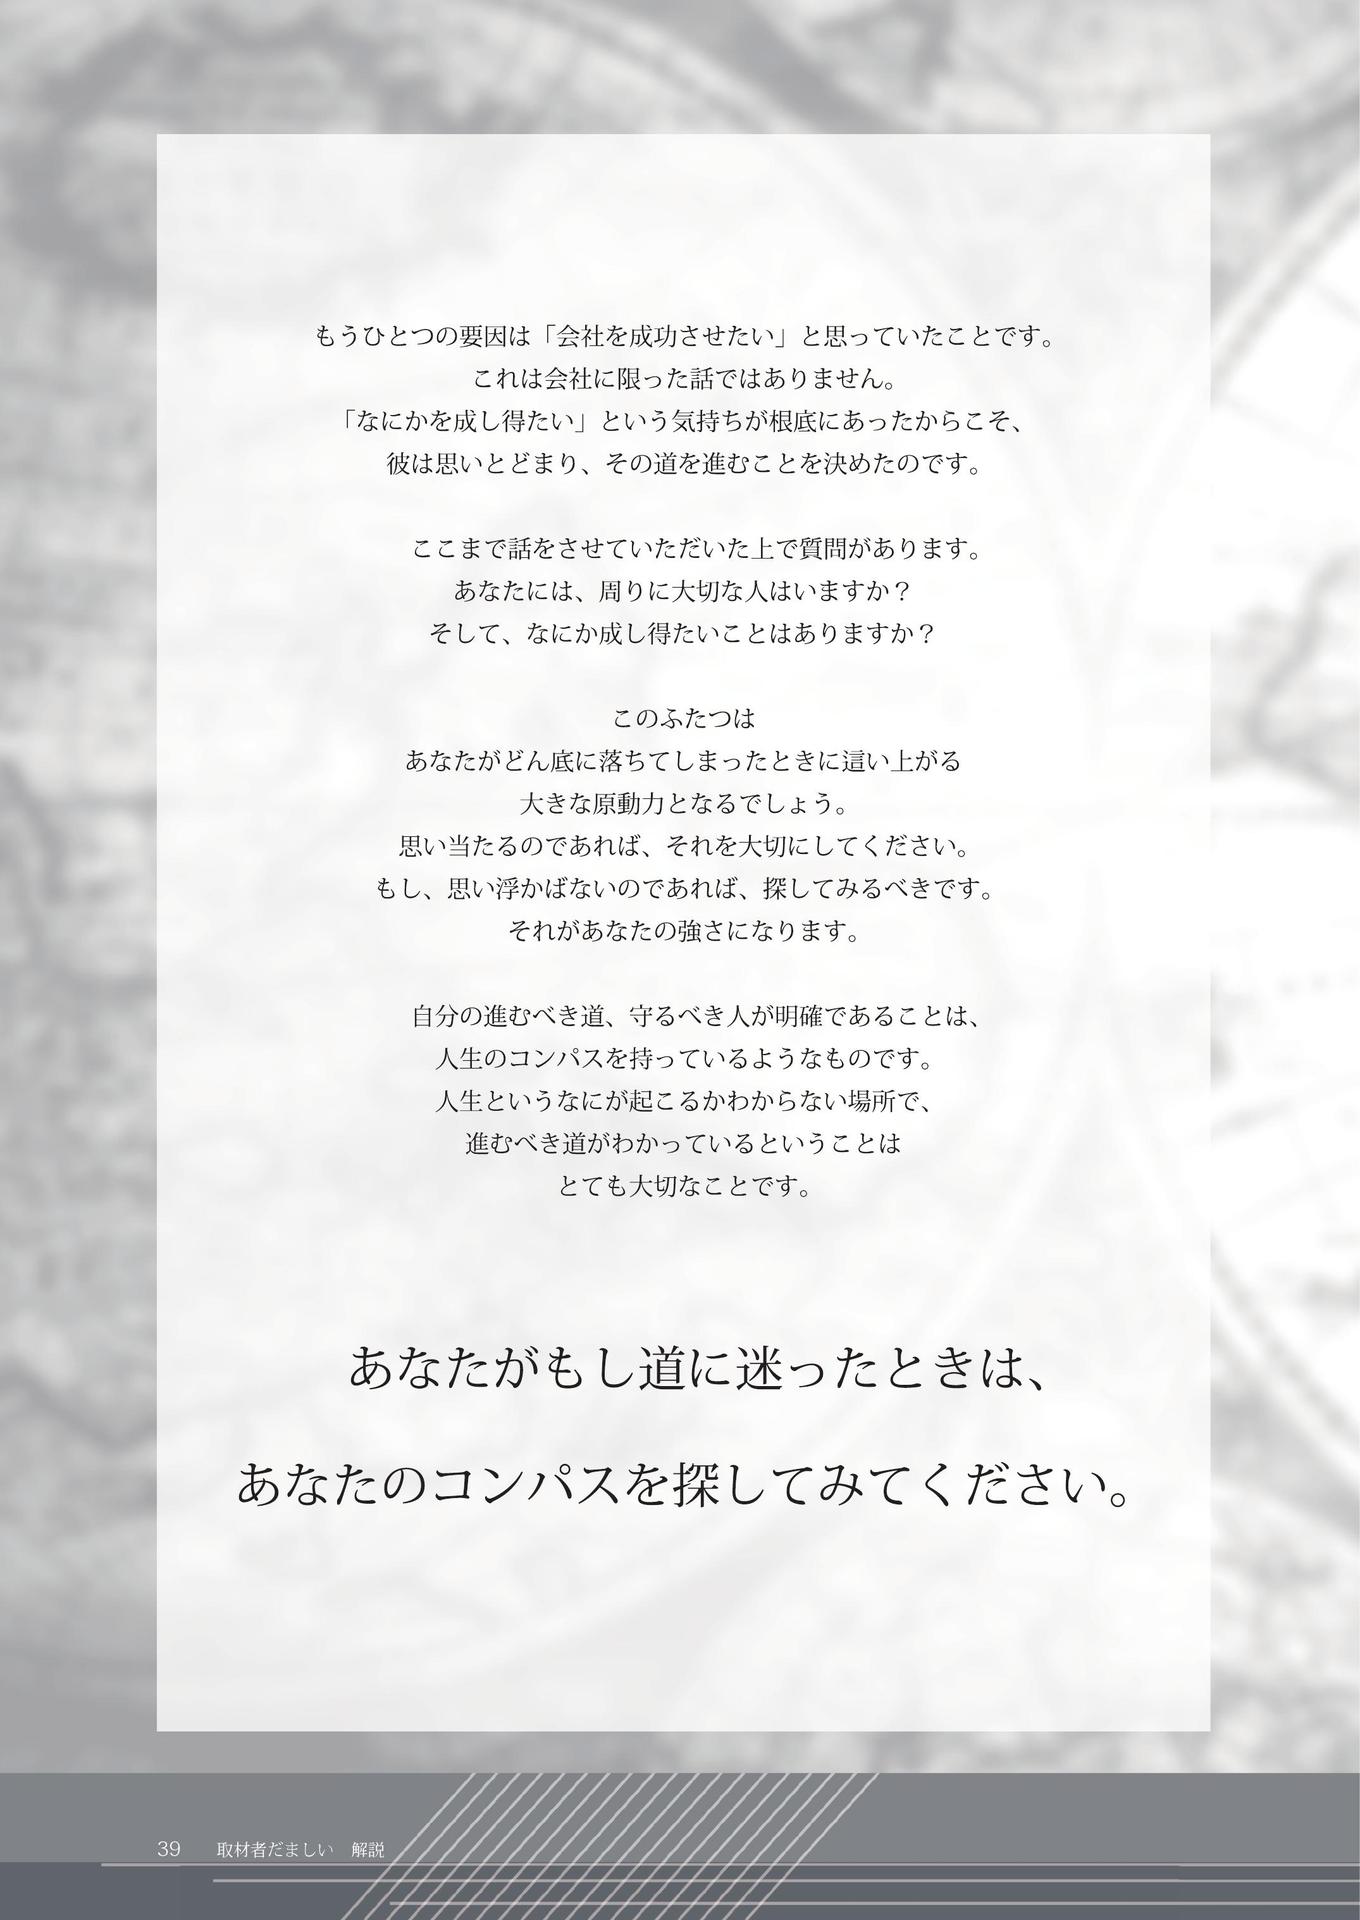 もうひとつの要因は「会社を成功させたい」と思っていたことです。
これは会社に限った話ではありません。
「なにかを成し得たい」という気持ちが根底にあったからこそ、
彼は思いとどまり、その道を進むことを決めたのです。
ここまで話をさせていただいた上で質問があります。
あなたには、周りに大切な人はいますか？
そして、なにか成し得たいことはありますか？
このふたつは
あなたがどん底に落ちてしまったときに這い上がる
大きな原動力となるでしょう。
思い当たるのであれば、それを大切にしてください。
もし、思い浮かばないのであれば、探してみるべきです。
それがあなたの強さになります。
自分の進むべき道、守るべき人が明確であることは、
人生のコンパスを持っているようなものです。
人生というなにが起こるかわからない場所で、
進むべき道がわかっているということは
とても大切なことです。
あなたがもし道に迷ったときは、
あなたのコンパスを探してみてください。
39　取材者だましい　解説